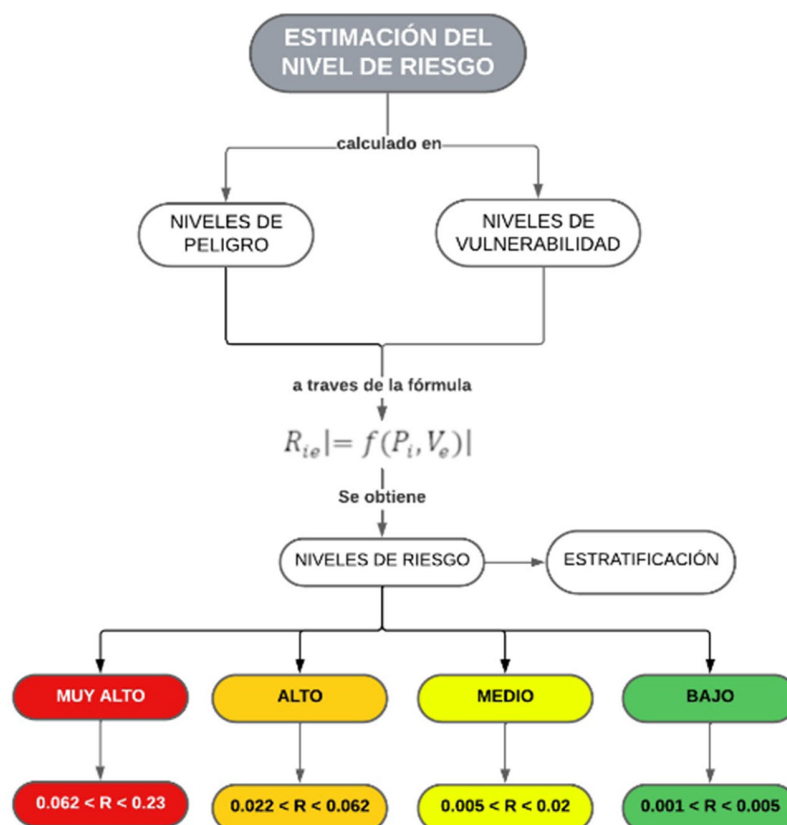 ESTIMACIÓN DEL
NIVEL DE RIESGO
calculado en
NIVELES DE
PELIGRO
NIVELES DE
VULNERABILIDAD
a traves de la fórmula
R_{ie}|= f(P_i,V_e)|
Se obtiene
NIVELES DE RIESGO
ESTRATIFICACIÓN
MUY ALTO
ALTO
MEDIO
BAJO
0.062 < R < 0.23
0.022 < R < 0.062
0.005 < R < 0.02
0.001 < R < 0.005